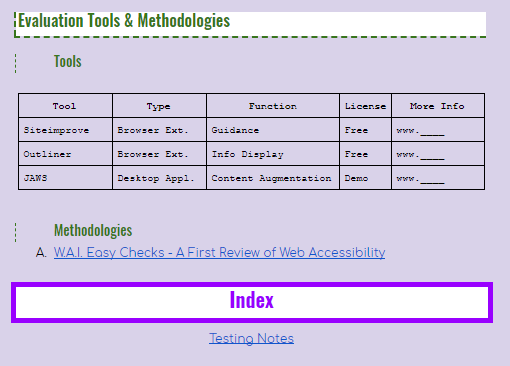 Evaluation Tools & Methodologies
Tools
Tool Type Function License More Info
Siteimprove Browser Ext. Guidance Free www.____
Outliner Browser Ext. Info Display Free www.____
JAWS Desktop Appl. Content Augmentation Demo www.____
Methodologies
A. W.A.I. Easy Checks - A First Review of Web Accessibility
Index
Testing Notes